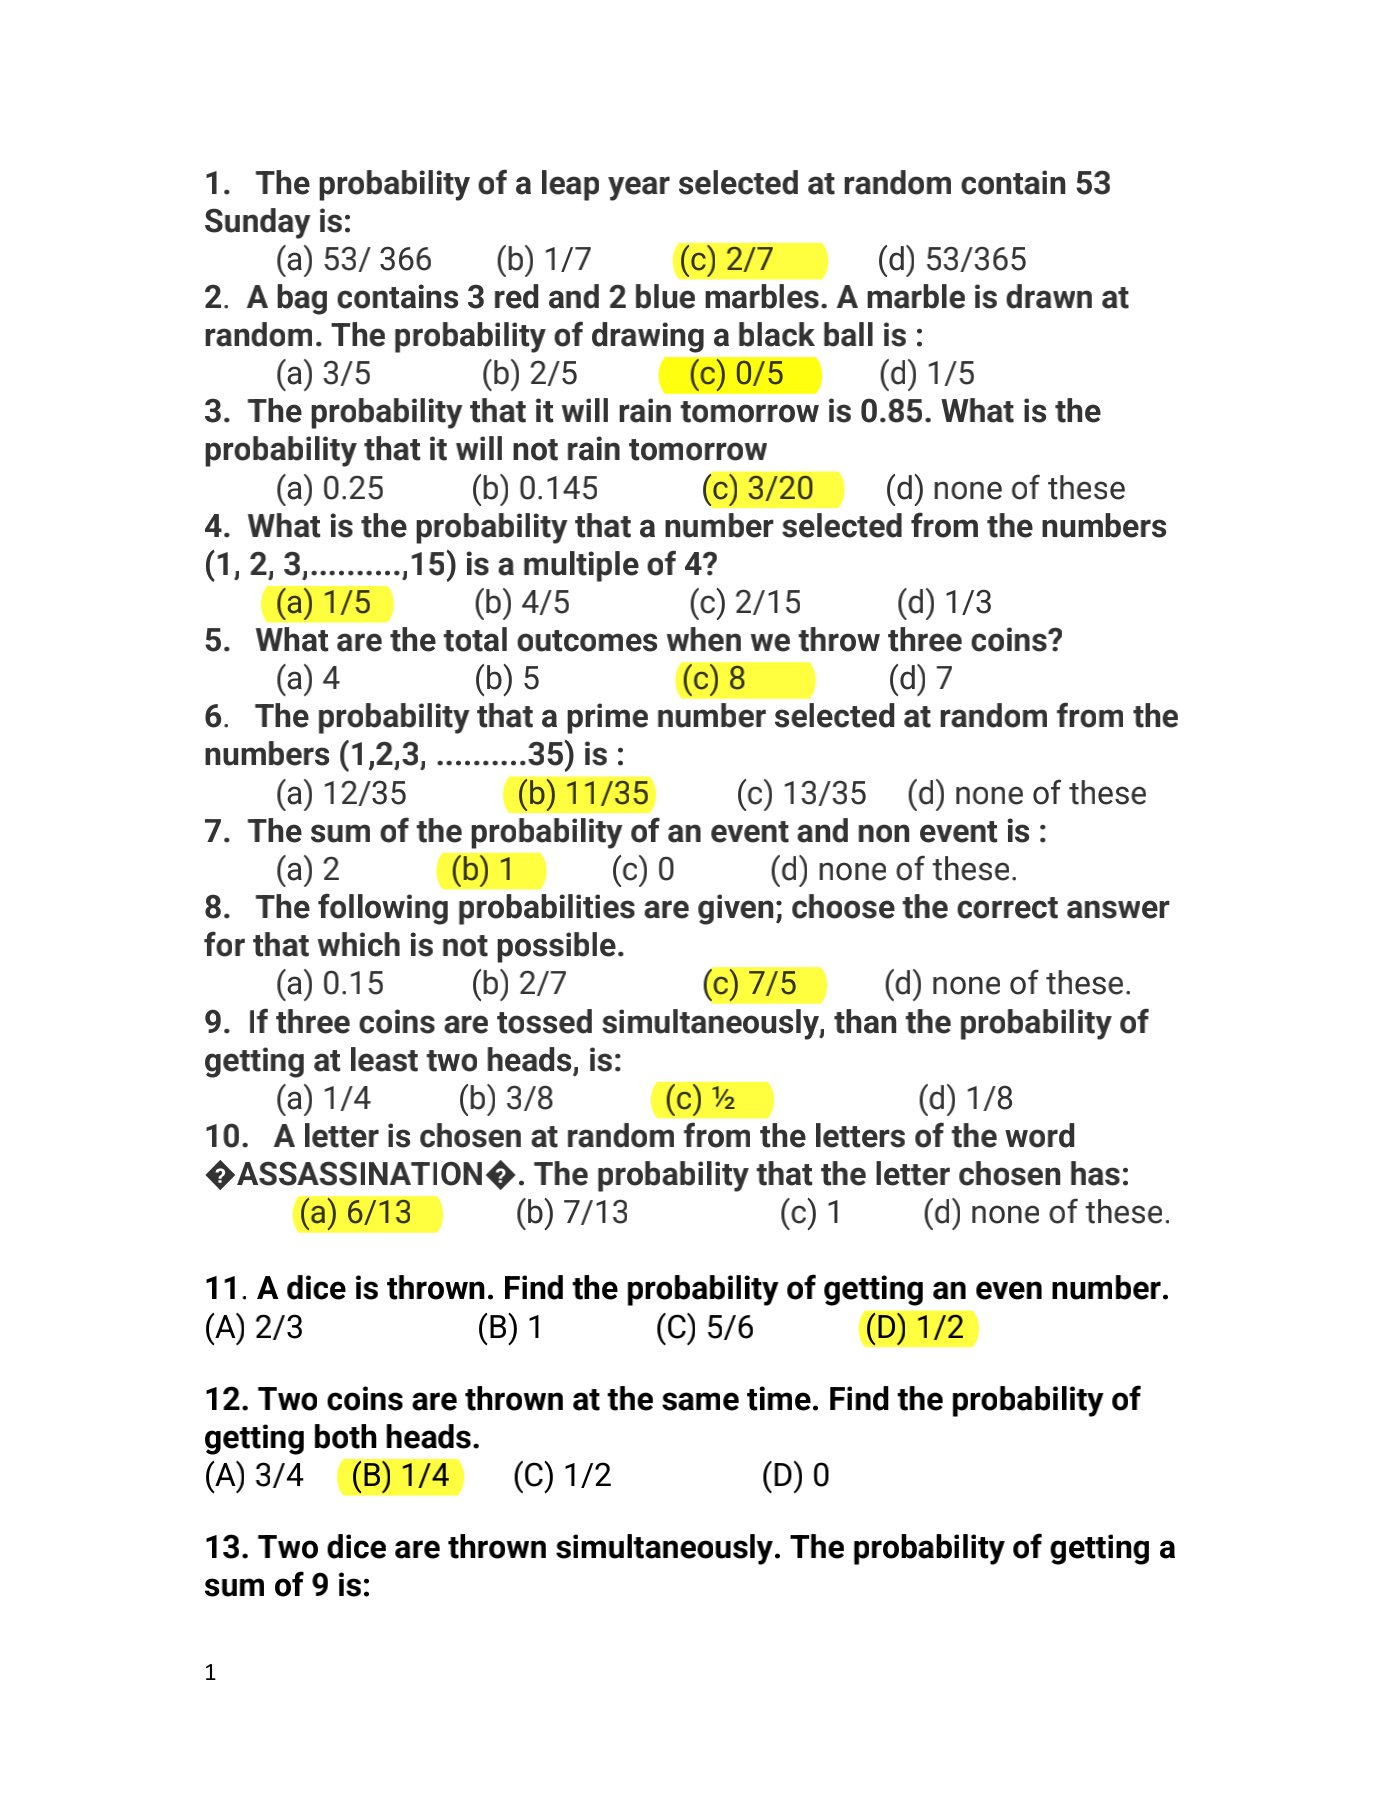 1. The probability of a leap year selected at random contain 53
Sunday is:
(a) 53/ 366 (b) 1/7 (c) 2/7 (d) 53/365
2. A bag contains 3 red and 2 blue marbles. A marble is drawn at
random. The probability of drawing a black ball is :
(a) 3/5 (b) 2/5 (c) 0/5 (d) 1/5
3. The probability that it will rain tomorrow is 0.85. What is the
probability that it will not rain tomorrow
(a) 0.25 (b) 0.145 (c) 3/20 (d) none of these
4. What is the probability that a number selected from the numbers
(1, 2, 3,..........,15) is a multiple of 4?
(a) 1/5 (b) 4/5 (c) 2/15 (d) 1/3
5. What are the total outcomes when we throw three coins?
(a) 4 (b) 5 (c) 8 (d) 7
6. The probability that a prime number selected at random from the
numbers (1,2,3, ..........35) is :
(a) 12/35 (b) 11/35 (c) 13/35 (d) none of these
7. The sum of the probability of an event and non event is :
(a) 2 (b) 1 (c) 0 (d) none of these.
8. The following probabilities are given; choose the correct answer
for that which is not possible.
(a) 0.15 (b) 2/7 (c) 7/5 (d) none of these.
9. If three coins are tossed simultaneously, than the probability of
getting at least two heads, is:
(a) 1/4 (b) 3/8 (c) ½ (d) 1/8
10. A letter is chosen at random from the letters of the word
�ASSASSINATION�. The probability that the letter chosen has:
(a) 6/13 (b) 7/13 (c) 1 (d) none of these.
11. A dice is thrown. Find the probability of getting an even number.
(A) 2/3 (B) 1 (C) 5/6 (D) 1/2
12. Two coins are thrown at the same time. Find the probability of
getting both heads.
(A) 3/4 (B) 1/4 (C) 1/2 (D) 0
13. Two dice are thrown simultaneously. The probability of getting a
sum of 9 is:
1